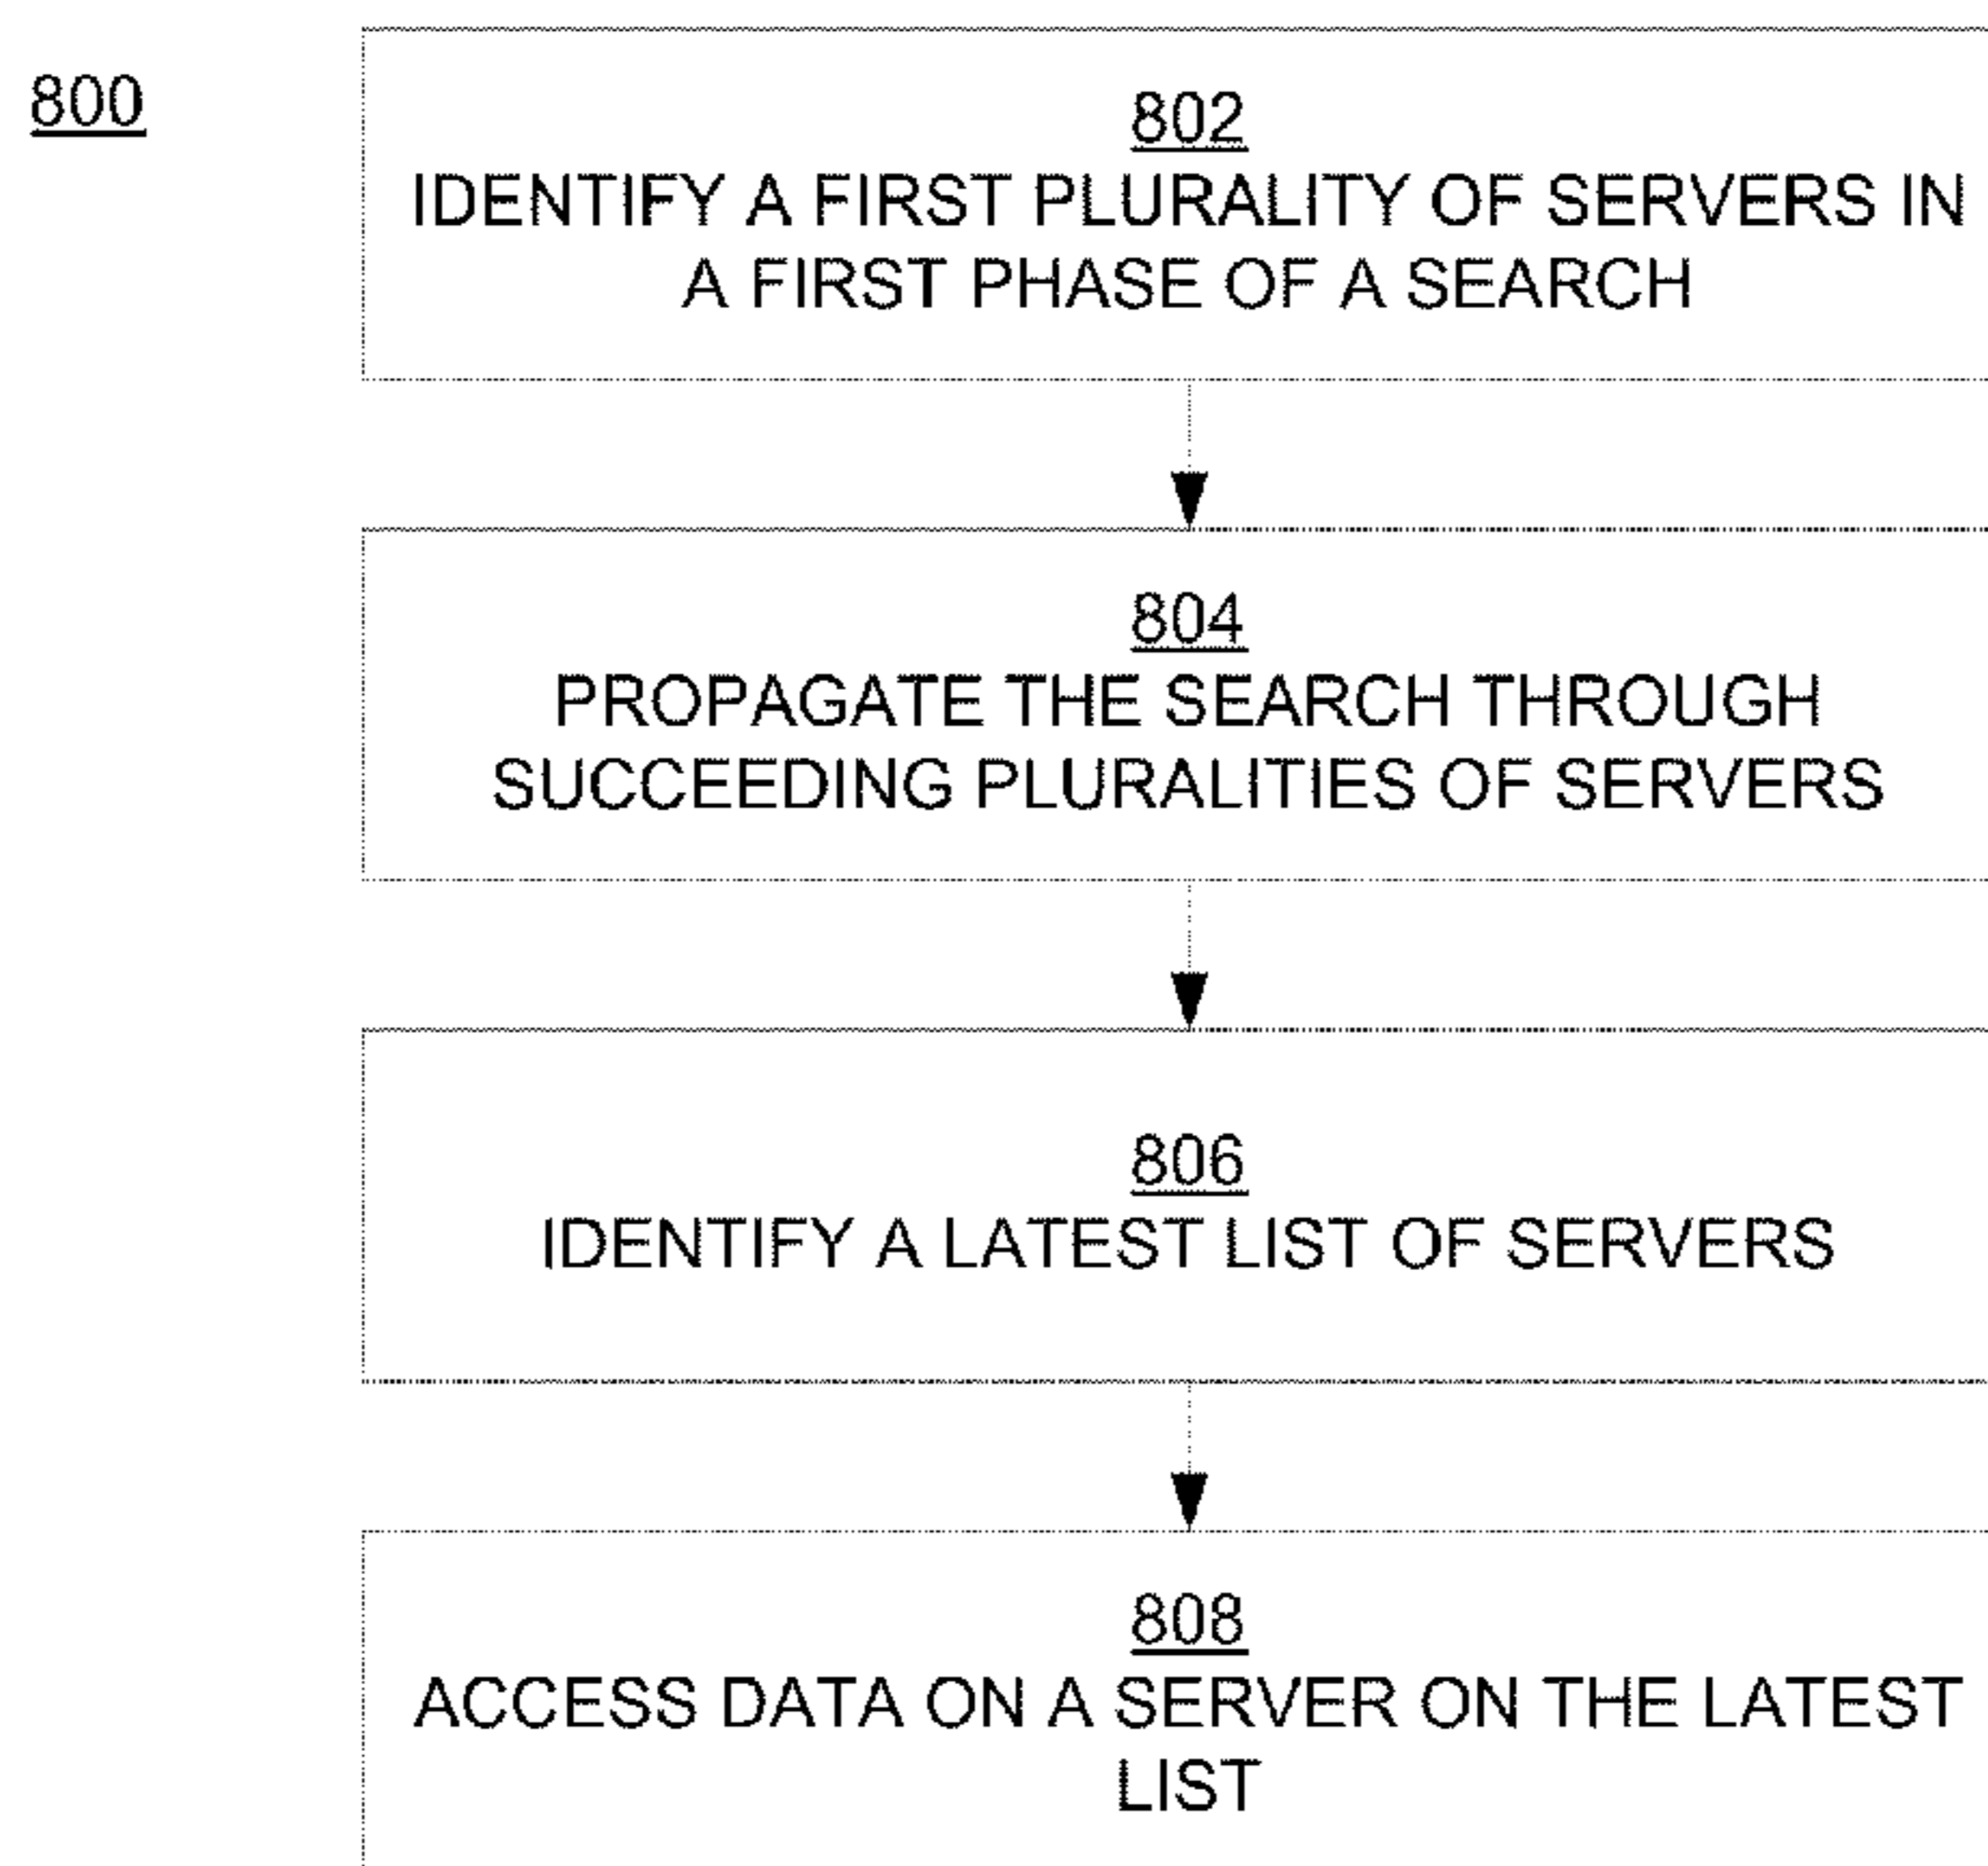 800
802
IDENTIFY A FIRST PLURALITY OF SERVERS IN
A FIRST PHASE OF A SEARCH
804
PROPAGATE THE SEARCH THROUGH
SUCCEEDING PLURALITIES OF SERVERS
806
IDENTIFY A LATEST LIST OF SERVERS
808
ACCESS DATA ON A SERVER ON THE LATEST
LIST